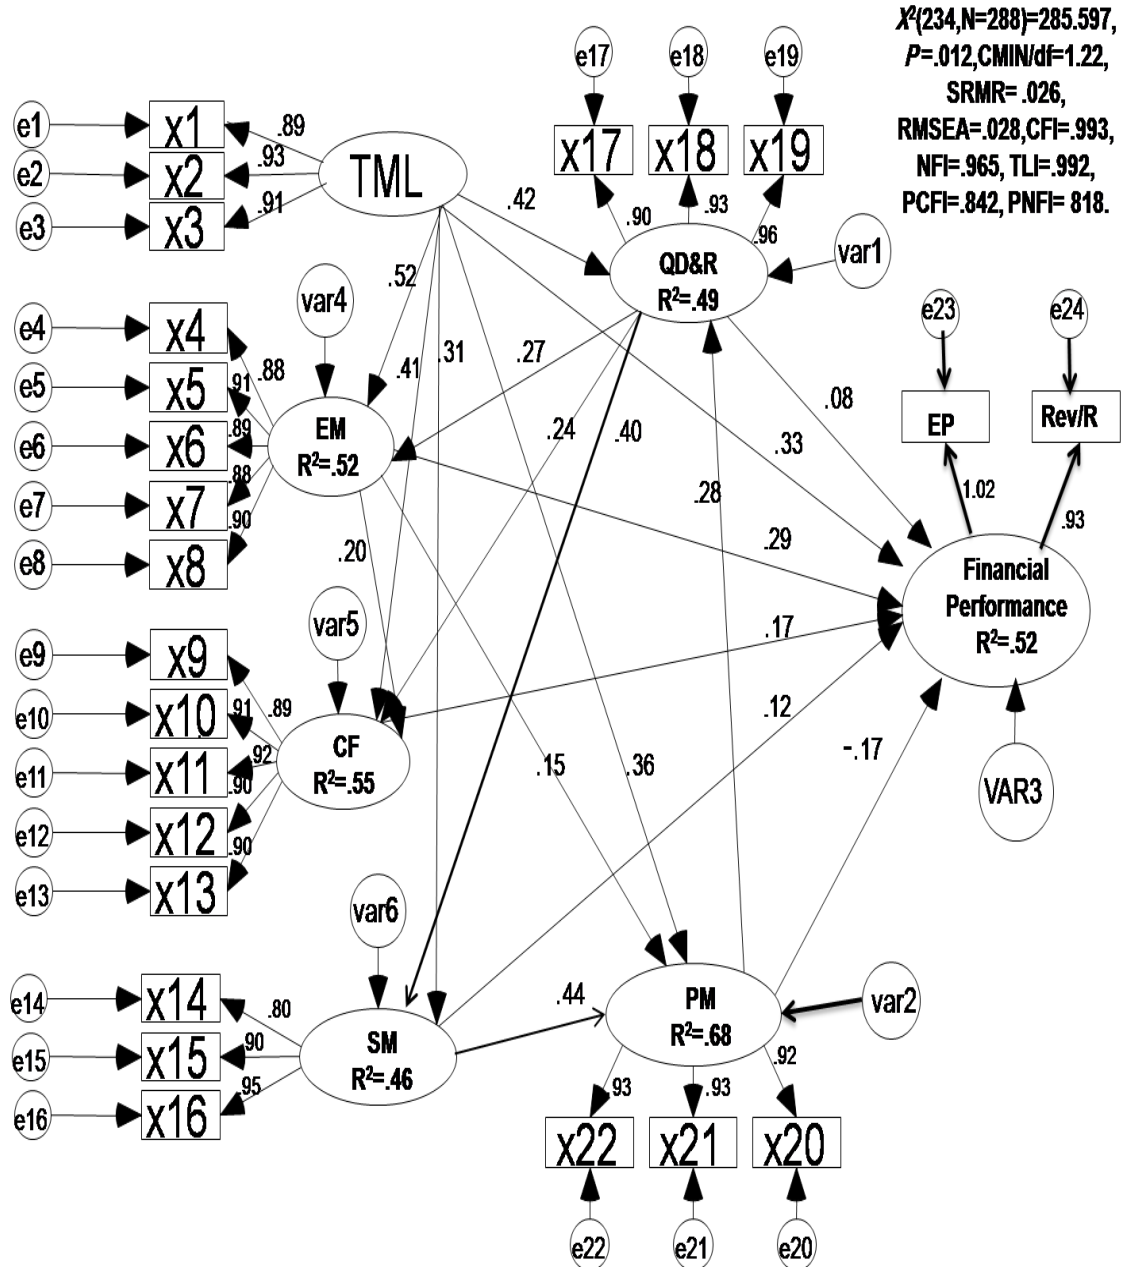 X²(234,N=288)=285.597,
P=.012,CMIN/df=1.22,
SRMR= .026,
RMSEA=.028,CFI=.993,
NFI=.965, TLI=.992,
PCFI=.842, PNFI= 818.
e17
e18
e19
x17
x18
x19
.90
.93
.96
e1
x1
.89
e2
x2
.93
e3
x3
.91
TML
.42
QD&R
R²=.49
var1
.52
.41
.31
.27
.24
.40
.28
.08
.33
.29
.17
.12
-.17
.20
.15
.36
.44
var4
e4
x4
.88
e5
x5
.91
e6
x6
.89
e7
x7
.88
e8
x8
.90
EM
R²=.52
e23
e24
EP
Rev/R
1.02
.93
Financial
Performance
R²=.52
VAR3
var5
e9
x9
.89
e10
x10
.91
e11
x11
.92
e12
x12
.90
e13
x13
.90
CF
R²=.55
var6
e14
x14
.80
e15
x15
.90
e16
x16
.95
SM
R²=.46
PM
R²=.68
var2
.93
.93
.92
x22
x21
x20
e22
e21
e20